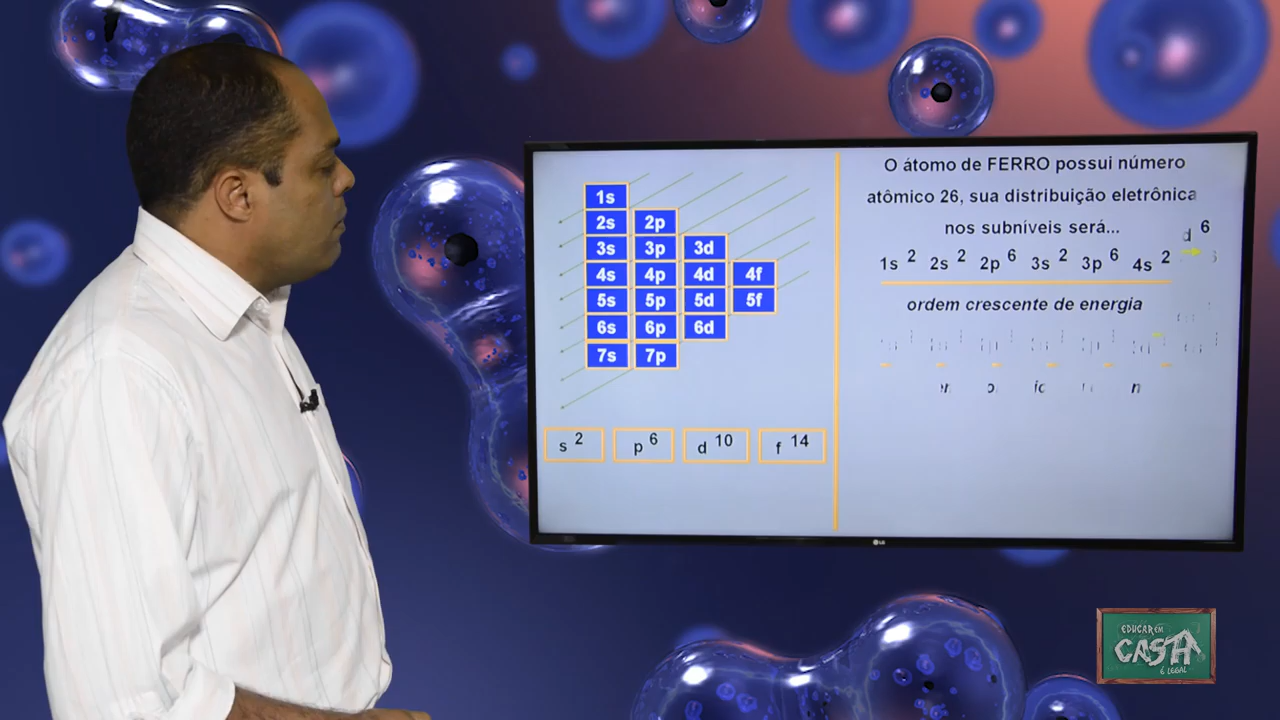 1s
2s 2p
3s 3p 3d
4s 4p 4d 4f
5s 5p 5d 5f
6s 6p 6d
7s 7p
s 2 p 6 d 10 f 14
O átomo de FERRO possui número
atômico 26, sua distribuição eletrônica
nos subníveis será...
1s 2 2s 2 2p 6 3s 2 3p 6 4s 2 d 6
ordem crescente de energia
LG
EDUCAR EM
CASA
É LEGAL